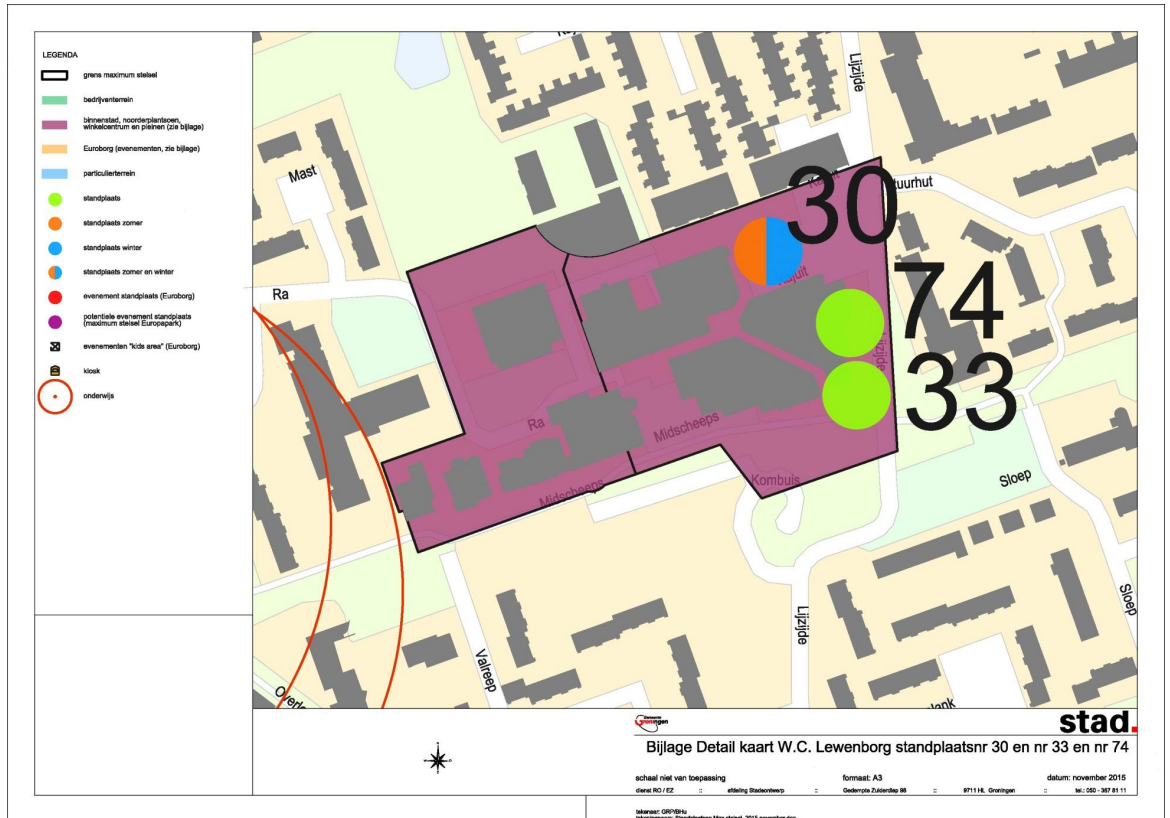 LEGENDA
grens maximum stelsel
bedrijventerrein
binnenstad, noorderplantsoen,
winkelcentrum en pleinen (zie bijlage)
Euroborg (evenementen, zie bijlage)
particulierterrein
standplaats
standplaats zomer
standplaats winter
standplaats zomer en winter
evenement standplaats (Euroborg)
potentiele evenement standplaats
(maximum stelsel Europapark)
evenementen "kids area" (Euroborg)
kiosk
onderwijs
Lijzijde
Mast
30
74
33
Ra
Ra
Midscheeps
Midscheeps
Kombuis
Sloep
Sloep
Lijzijde
Lijzijde
Valreep
Gemeente
Groningen
stad.
Bijlage Detail kaart W.C. Lewenborg standplaatsnr 30 en nr 33 en nr 74
schaal niet van toepassing formaat: A3 datum: november 2015
dienst RO / EZ :: afdeling Stadsontwerp :: Gedempte Zuiderdiep 98 :: 9711 HL Groningen :: tel.: 050 - 367 81 11
tekenaar: GRP/BHu